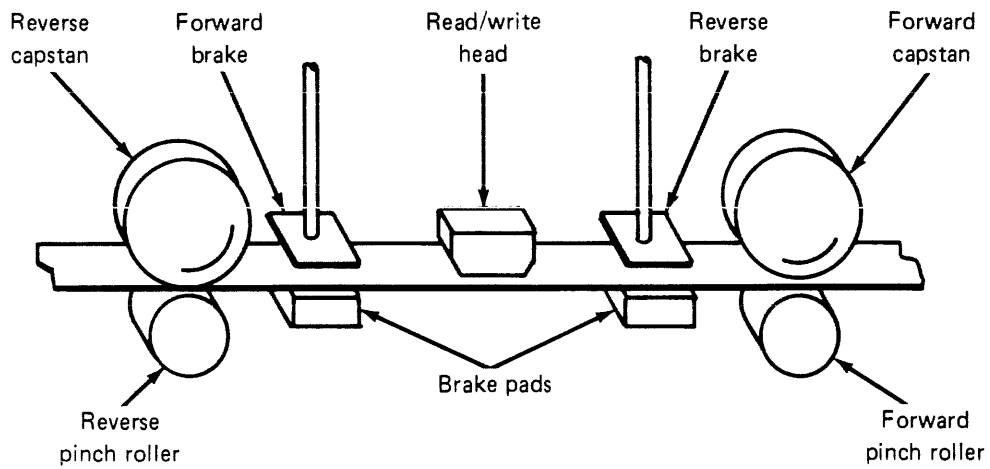 Reverse
capstan
Forward
brake
Read/write
head
Reverse
brake
Forward
capstan
Brake pads
Reverse
pinch roller
Forward
pinch roller